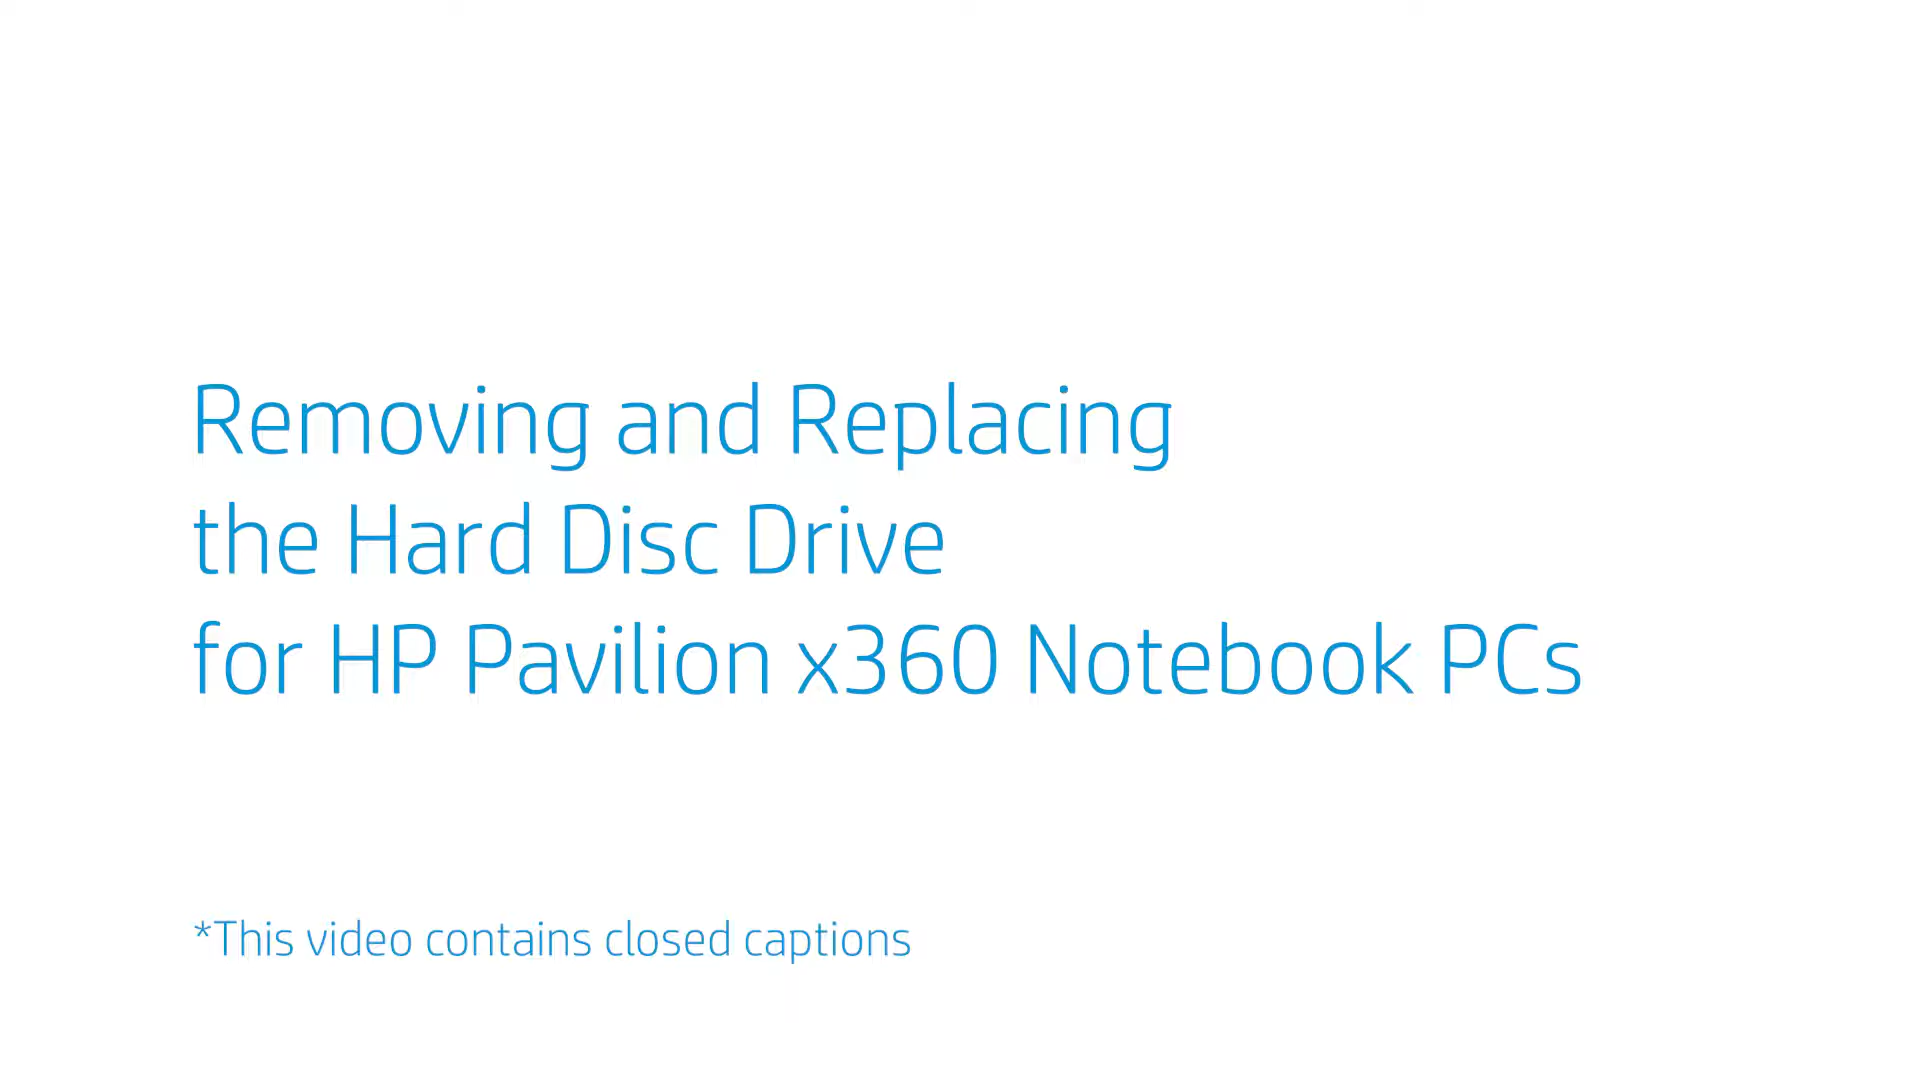 Removing and Replacing
the Hard Disc Drive
for HP Pavilion x360 Notebook PCs
*This video contains closed captions